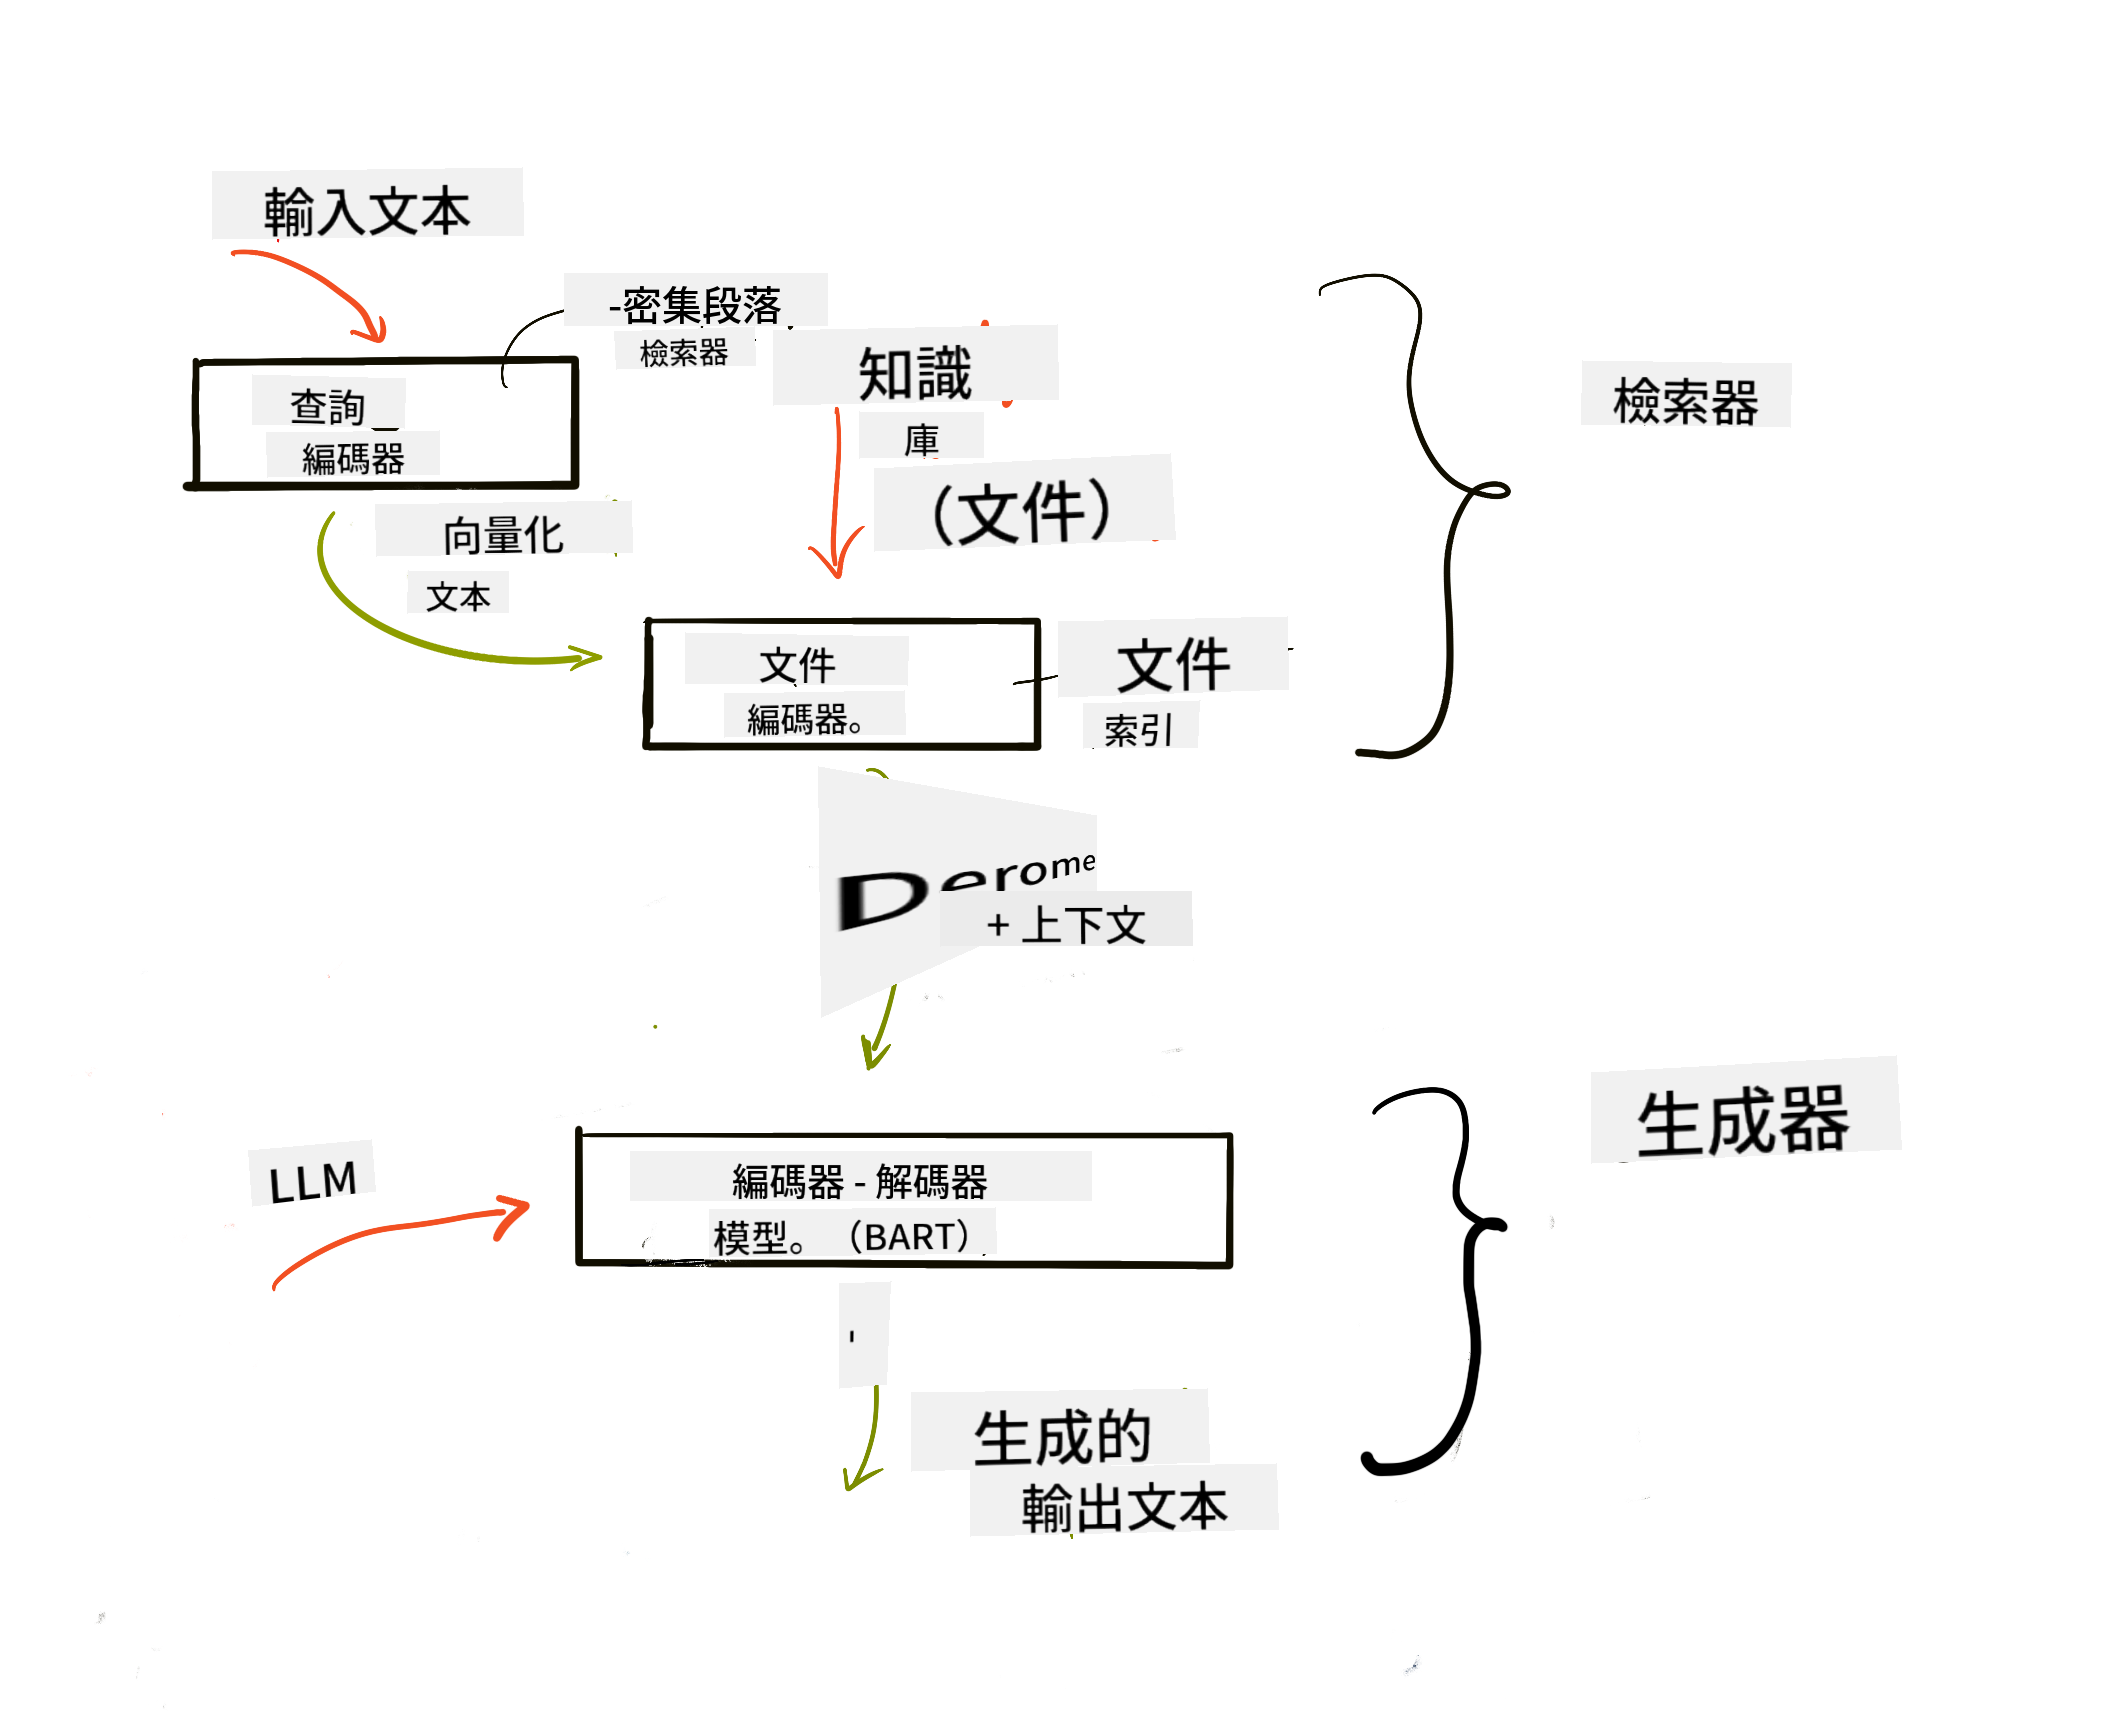 輸入文本
-密集段落
檢索器
查詢
編碼器
知識
庫
(文件)
檢索器
向量化
文本
文件
編碼器。
文件
索引
Derome
+ 上下文
LLM
編碼器 - 解碼器
模型。(BART)
生成器
生成的
輸出文本